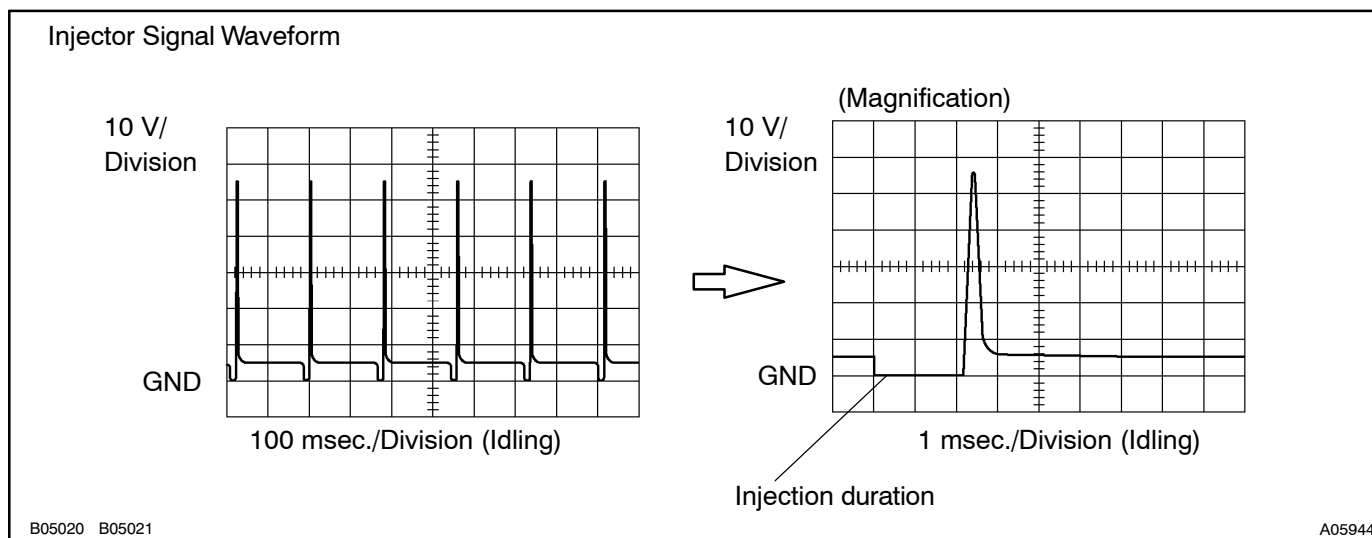 Injector Signal Waveform
(Magnification)
10 V/
Division
10 V/
Division
GND
GND
100 msec./Division (Idling)
1 msec./Division (Idling)
Injection duration
B05020 B05021
A05944